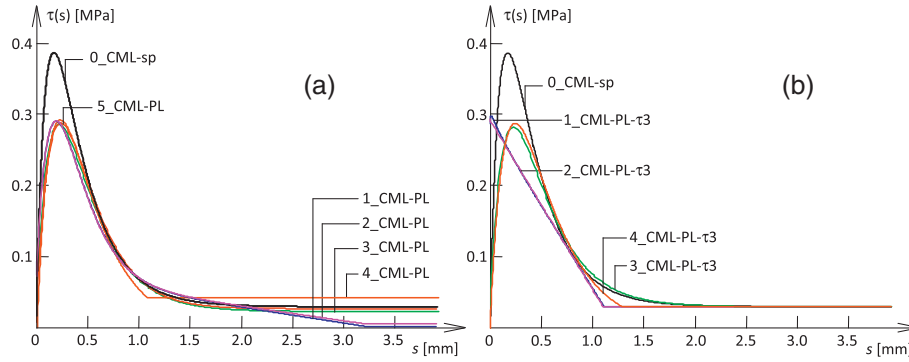 τ(s) [MPa]
0.4
0_CML-sp
(a)
5_CML-PL
0.3
0.2
1_CML-PL
2_CML-PL
3_CML-PL
4_CML-PL
0.1
0 0.5 1.0 1.5 2.0 2.5 3.0 3.5
s [mm]
τ(s) [MPa]
0.4
(b)
0_CML-sp
0.3
1_CML-PL-τ3
2_CML-PL-τ3
0.2
4_CML-PL-τ3
3_CML-PL-τ3
0.1
0 0.5 1.0 1.5 2.0 2.5 3.0 3.5
s [mm]